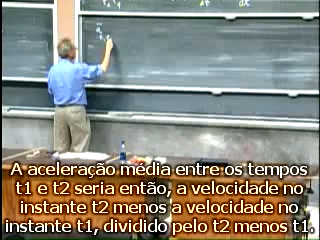 A aceleração média entre os tempos
t1 e t2 seria então, a velocidade no
instante t2 menos a velocidade no
instante t1, dividido pelo t2 menos t1.